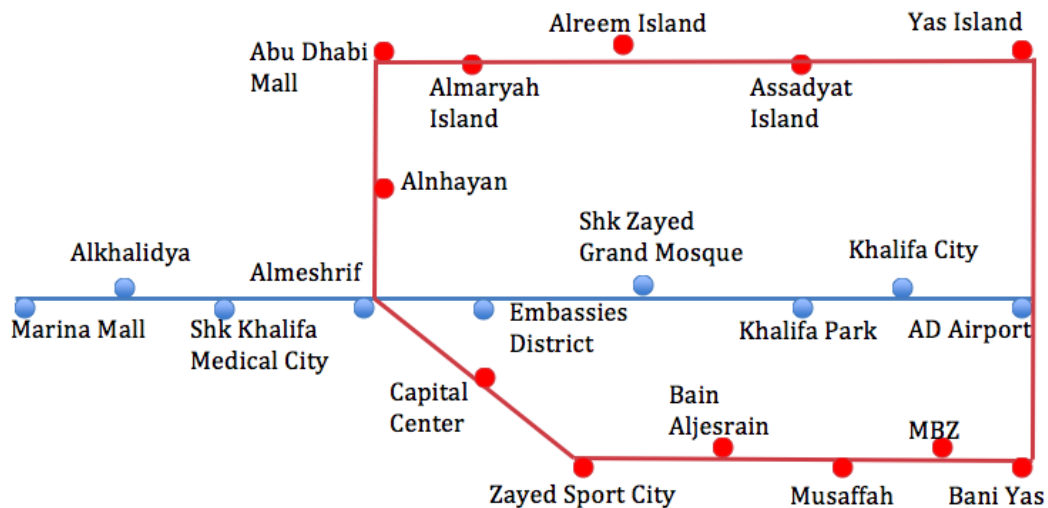 Abu Dhabi
Mall
Almaryah
Island
Alreem Island
Assadyat
Island
Yas Island
Alnhayan
Marina Mall
Alkhalidya
Shk Khalifa
Medical City
Almeshrif
Embassies
District
Shk Zayed
Grand Mosque
Khalifa Park
Khalifa City
AD Airport
Capital
Center
Zayed Sport City
Bain
Aljesrain
Musaffah
MBZ
Bani Yas